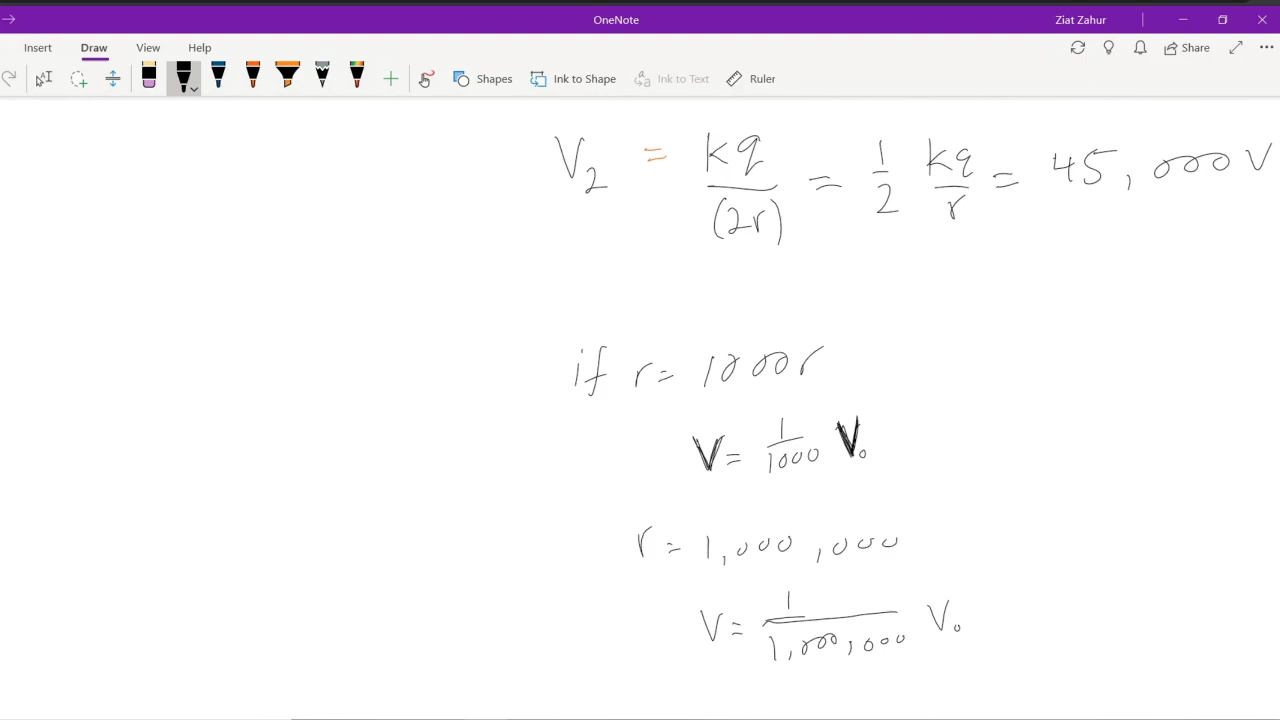 OneNote
Ziat Zahur
Insert Draw View Help
Share
Shapes Ink to Shape Ink to Text Ruler
V₂ = kq/(2r) = 1/2 kq/r = 45,000 V
if r = 1000r
V = 1/1000 V₀
r = 1,000,000
V = 1/1,000,000 V₀